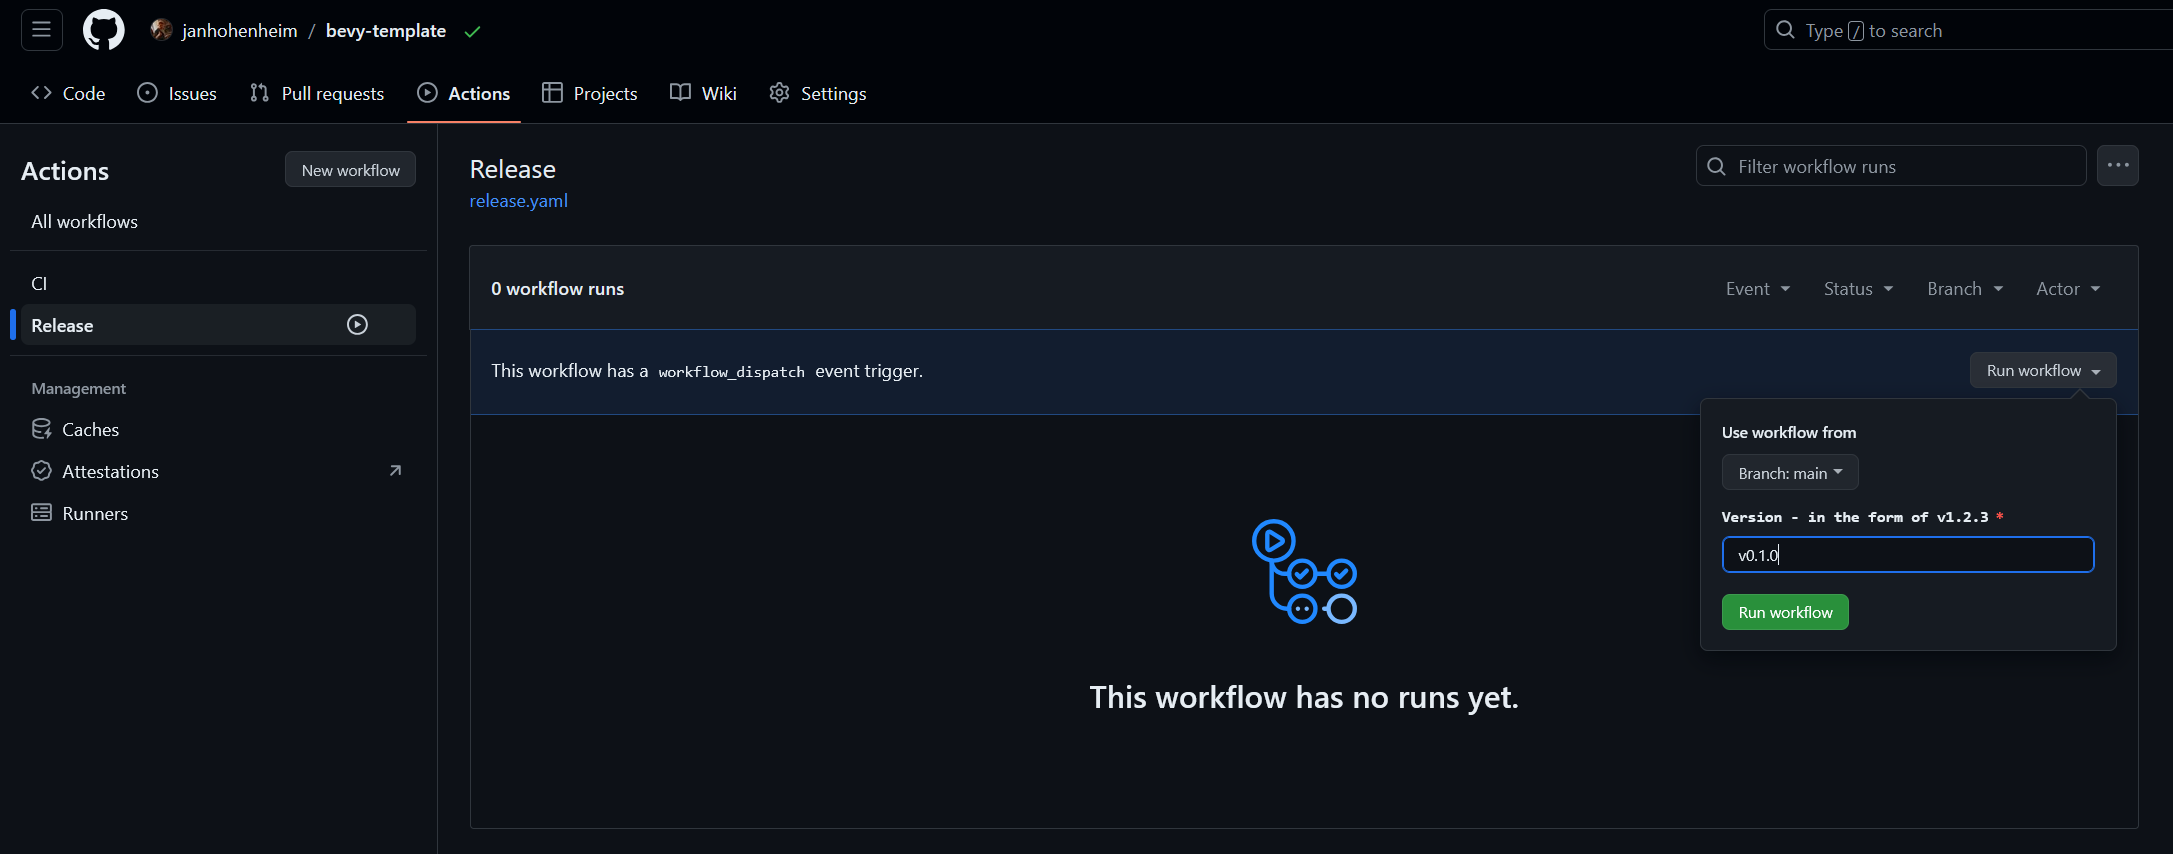 janhohenheim / bevy-template
Type / to search
Code Issues Pull requests Actions Projects Wiki Settings
Actions
New workflow
All workflows
CI
Release
Management
Caches
Attestations
Runners
Release
release.yaml
Filter workflow runs
0 workflow runs
Event Status Branch Actor
This workflow has a workflow_dispatch event trigger.
Run workflow
Use workflow from
Branch: main
Version - in the form of v1.2.3 *
v0.1.0
Run workflow
This workflow has no runs yet.